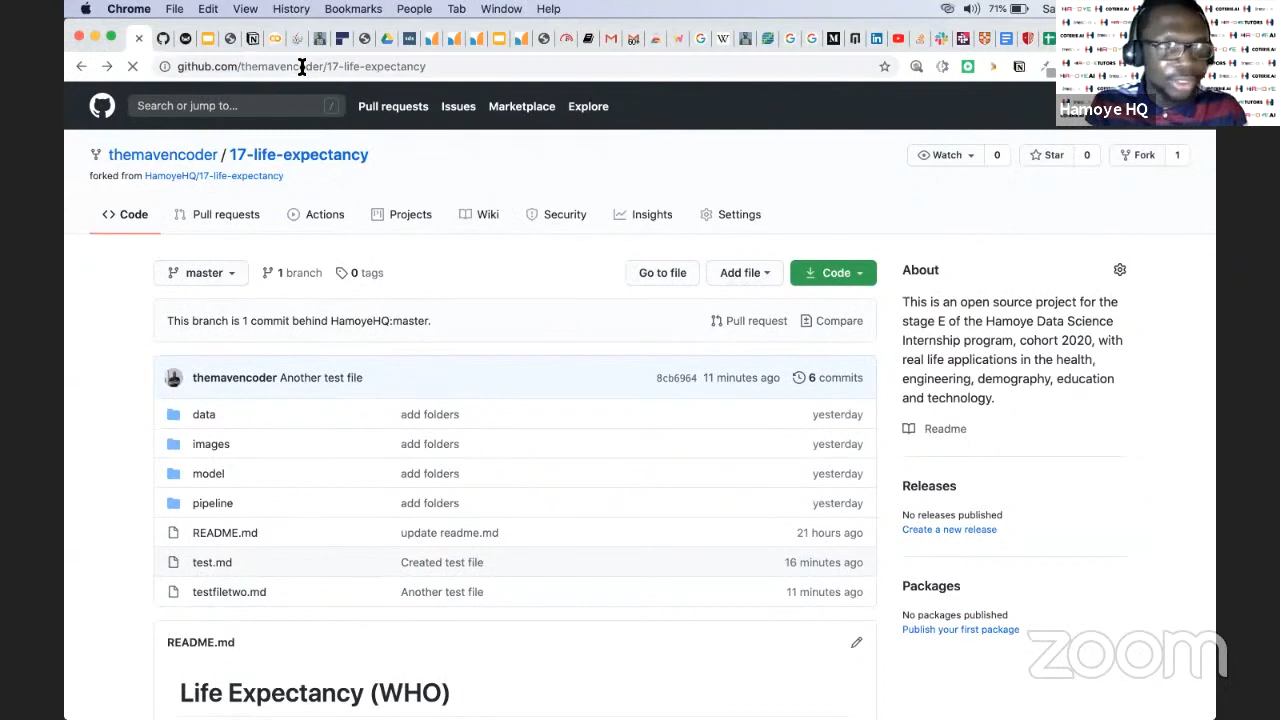 Chrome File Edit View History Bookmarks People Tab Window Help 71%
github.com/themavencoder/17-life
Search or jump to... / Pull requests Issues Marketplace Explore
Hamoye HQ
themavencoder / 17-life-expectancy
Watch 0 Star 0 Fork 1
forked from HamoyeHQ/17-life-expectancy
Code Pull requests Actions Projects Wiki Security Insights Settings
master 1 branch 0 tags Go to file Add file Code
This branch is 1 commit behind HamoyeHQ:master. Pull request Compare
themavencoder Another test file 8cb6964 11 minutes ago 6 commits
data add folders yesterday
images add folders yesterday
model add folders yesterday
pipeline add folders yesterday
README.md update readme.md 21 hours ago
test.md Created test file 16 minutes ago
testfiletwo.md Another test file 11 minutes ago
README.md
Life Expectancy (WHO)
About
This is an open source project for the
stage E of the Hamoye Data Science
Internship program, cohort 2020, with
real life applications in the health,
engineering, demography, education
and technology.
Readme
Releases
No releases published
Create a new release
Packages
No packages published
Publish your first package
zoom